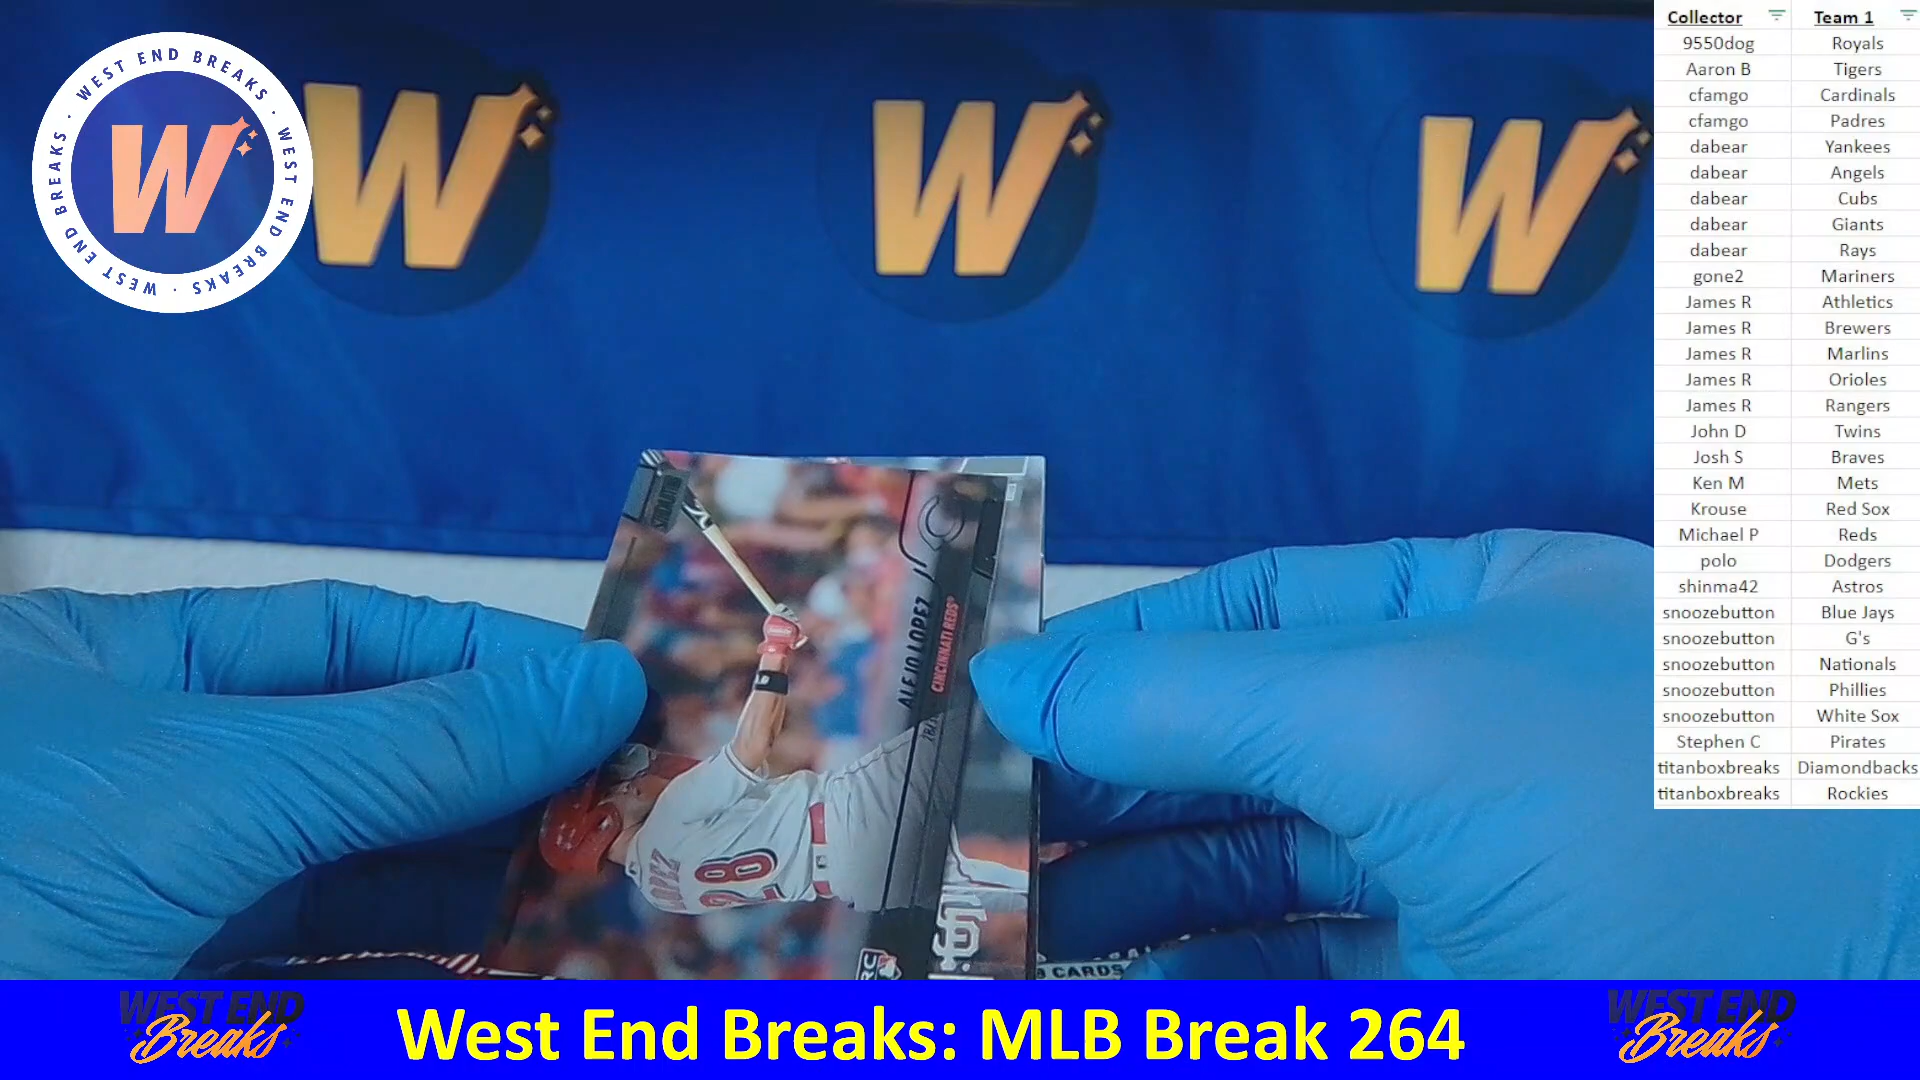 WEST END BREAKS · WEST END BREAKS · WEST END BREAKS ·
W
W
W
W
Collector Team 1
9550dog Royals
Aaron B Tigers
cfamgo Cardinals
cfamgo Padres
dabear Yankees
dabear Angels
dabear Cubs
dabear Giants
dabear Rays
gone2 Mariners
James R Athletics
James R Brewers
James R Marlins
James R Orioles
James R Rangers
John D Twins
Josh S Braves
Ken M Mets
Krouse Red Sox
Michael P Reds
polo Dodgers
shinma42 Astros
snoozebutton Blue Jays
snoozebutton G's
snoozebutton Nationals
snoozebutton Phillies
snoozebutton White Sox
Stephen C Pirates
titanboxbreaks Diamondbacks
titanboxbreaks Rockies
ALEJO LOPEZ
CINCINNATI REDS®
LOPEZ
28
RC
SF
CARDS
WEST END
Breaks
West End Breaks: MLB Break 264
WEST END
Breaks